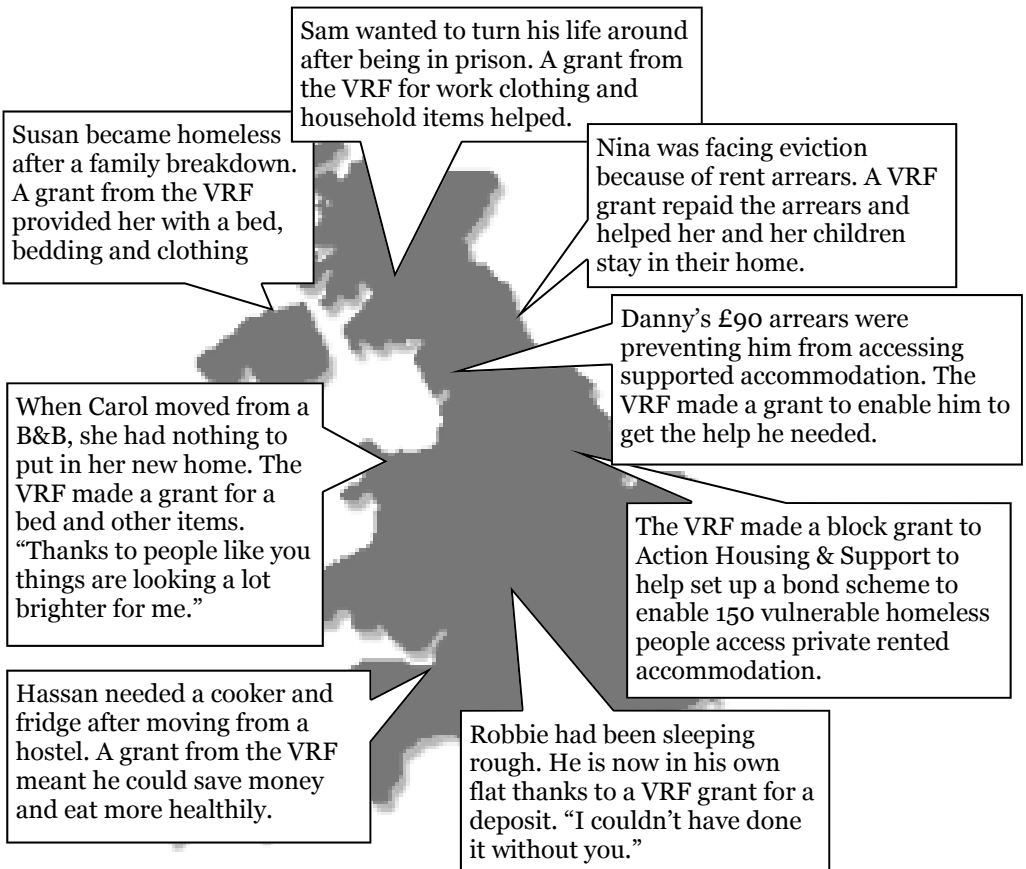 Sam wanted to turn his life around
after being in prison. A grant from
the VRF for work clothing and
household items helped.
Susan became homeless
after a family breakdown.
A grant from the VRF
provided her with a bed,
bedding and clothing
Nina was facing eviction
because of rent arrears. A VRF
grant repaid the arrears and
helped her and her children
stay in their home.
Danny’s £90 arrears were
preventing him from accessing
supported accommodation. The
VRF made a grant to enable him to
get the help he needed.
When Carol moved from a
B&B, she had nothing to
put in her new home. The
VRF made a grant for a
bed and other items.
“Thanks to people like you
things are looking a lot
brighter for me.”
The VRF made a block grant to
Action Housing & Support to
help set up a bond scheme to
enable 150 vulnerable homeless
people access private rented
accommodation.
Hassan needed a cooker and
fridge after moving from a
hostel. A grant from the VRF
meant he could save money
and eat more healthily.
Robbie had been sleeping
rough. He is now in his own
flat thanks to a VRF grant for a
deposit. “I couldn’t have done
it without you.”